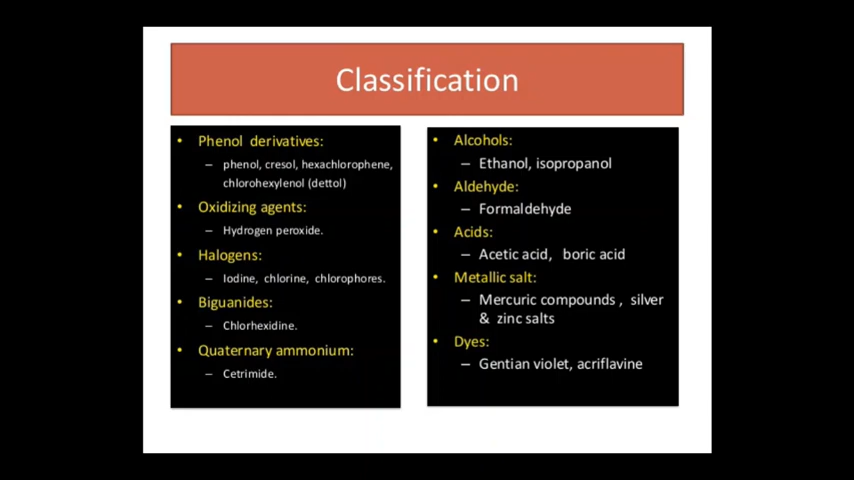 Classification
• Phenol derivatives:
– phenol, cresol, hexachlorophene,
chlorohexylenol (dettol)
• Oxidizing agents:
– Hydrogen peroxide.
• Halogens:
– Iodine, chlorine, chlorophores.
• Biguanides:
– Chlorhexidine.
• Quaternary ammonium:
– Cetrimide.
• Alcohols:
– Ethanol, isopropanol
• Aldehyde:
– Formaldehyde
• Acids:
– Acetic acid, boric acid
• Metallic salt:
– Mercuric compounds , silver
& zinc salts
• Dyes:
– Gentian violet, acriflavine